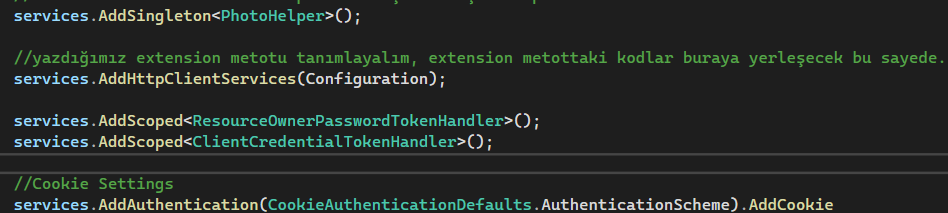 services.AddSingleton<PhotoHelper>();
//yazdığımız extension metotu tanımlayalım, extension metottaki kodlar buraya yerleşecek bu sayede.
services.AddHttpClientServices(Configuration);
services.AddScoped<ResourceOwnerPasswordTokenHandler>();
services.AddScoped<ClientCredentialTokenHandler>();
//Cookie Settings
services.AddAuthentication(CookieAuthenticationDefaults.AuthenticationScheme).AddCookie